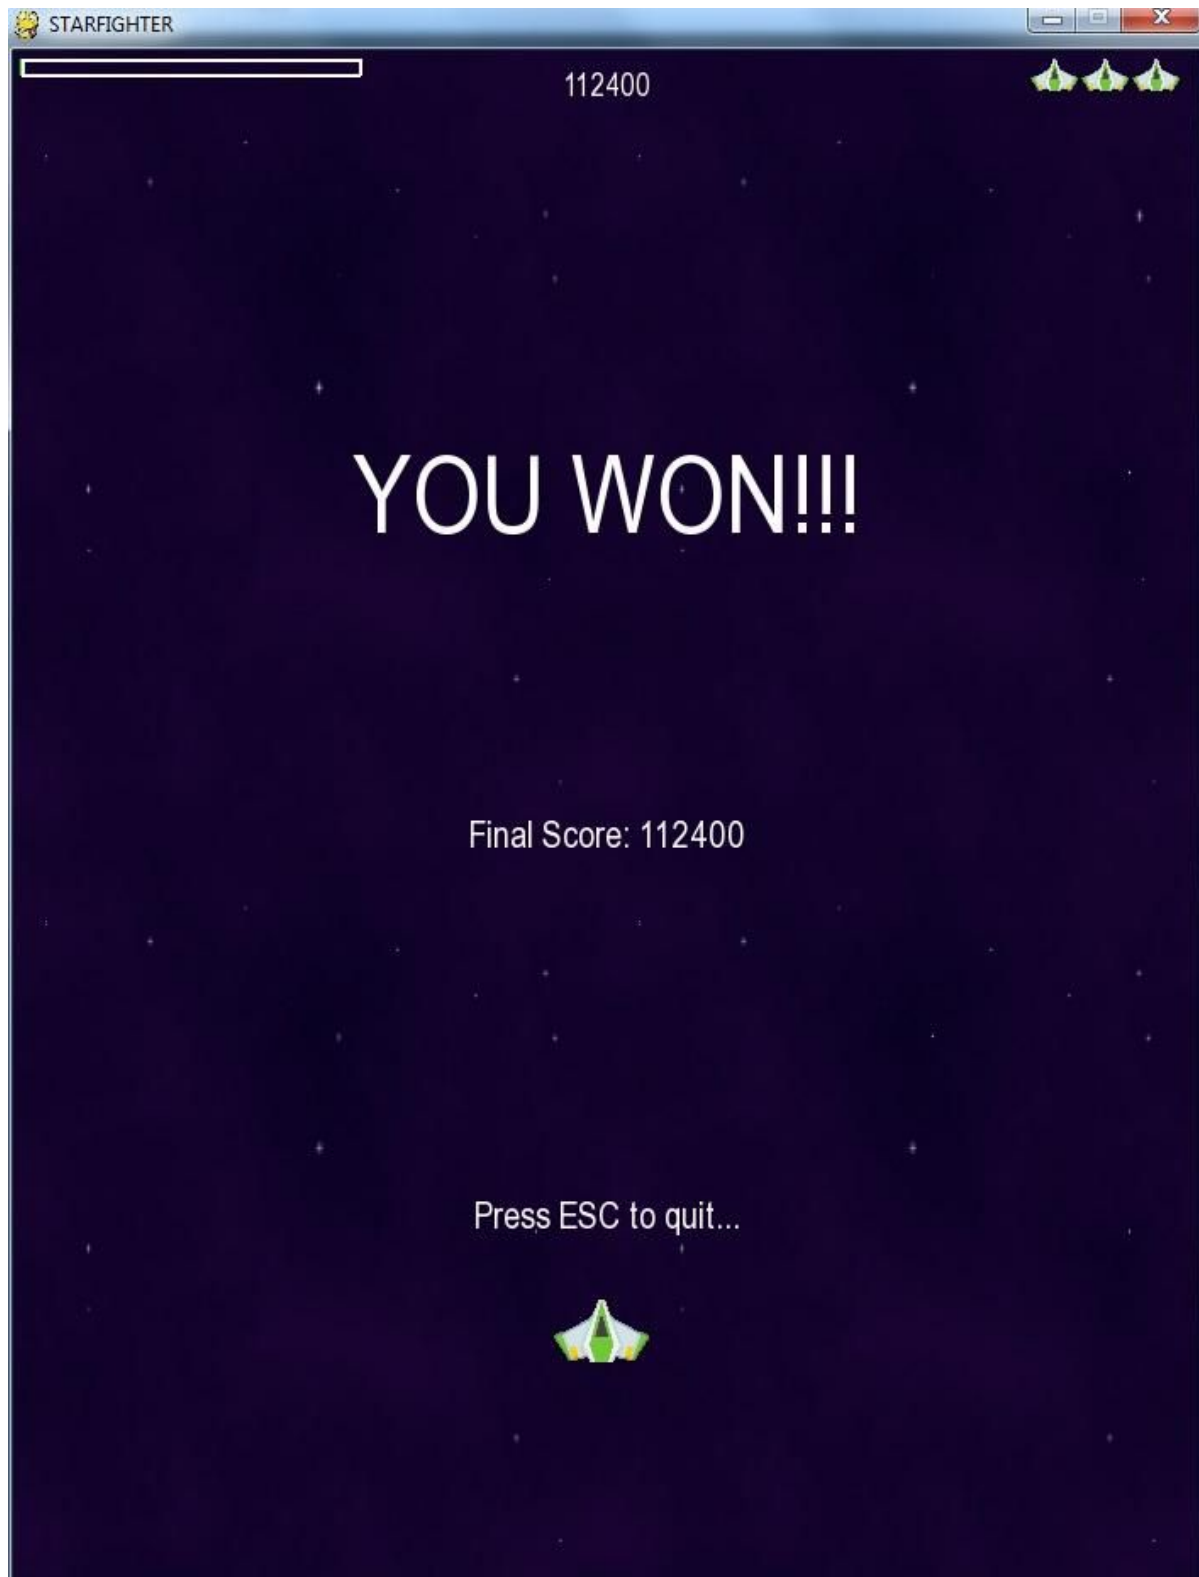 STARFIGHTER
112400
YOU WON!!!
Final Score: 112400
Press ESC to quit...